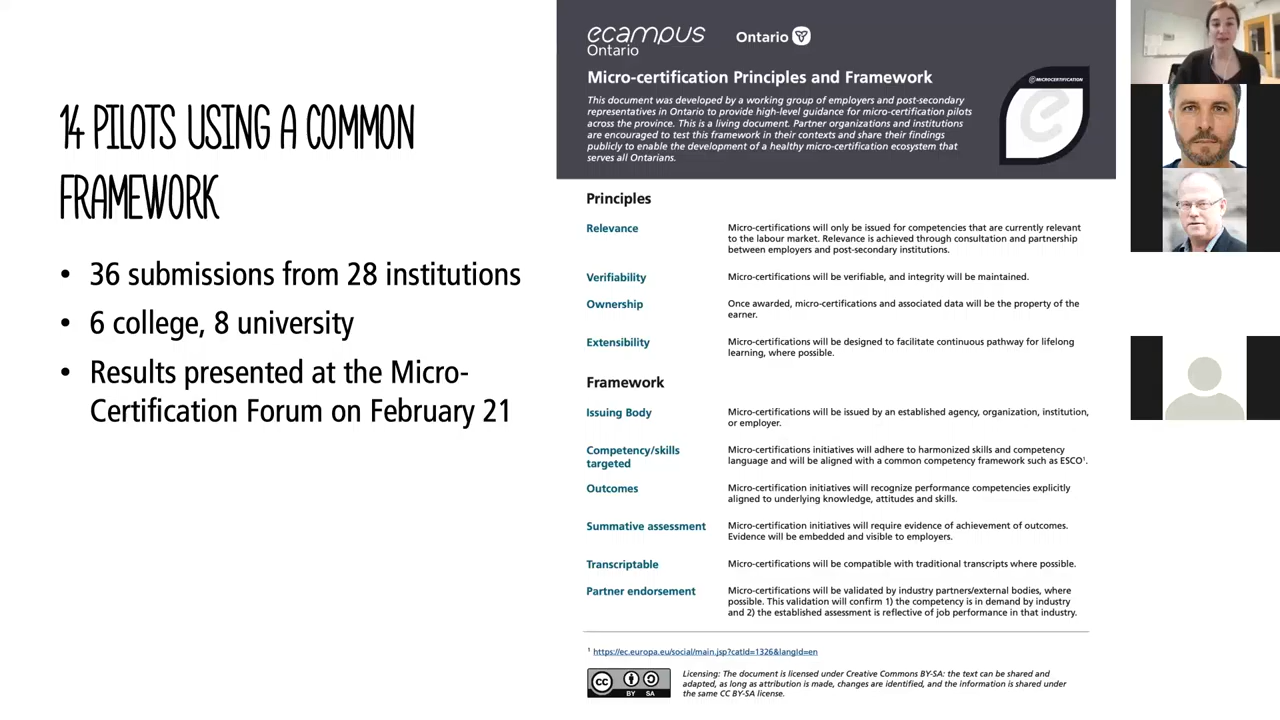 14 PILOTS USING A COMMON
FRAMEWORK
• 36 submissions from 28 institutions
• 6 college, 8 university
• Results presented at the Micro-
Certification Forum on February 21
ecampus
Ontario
Ontario
Micro-certification Principles and Framework
This document was developed by a working group of employers and post-secondary
representatives in Ontario to provide high-level guidance for micro-certification pilots
across the province. This is a living document. Partner organizations and institutions
are encouraged to test this framework in their contexts and share their findings
publicly to enable the development of a healthy micro-certification ecosystem that
serves all Ontarians.
MICROCERTIFICATION
Principles
Relevance
Micro-certifications will only be issued for competencies that are currently relevant
to the labour market. Relevance is achieved through consultation and partnership
between employers and post-secondary institutions.
Verifiability
Micro-certifications will be verifiable, and integrity will be maintained.
Ownership
Once awarded, micro-certifications and associated data will be the property of the
earner.
Extensibility
Micro-certifications will be designed to facilitate continuous pathway for lifelong
learning, where possible.
Framework
Issuing Body
Micro-certifications will be issued by an established agency, organization, institution,
or employer.
Competency/skills
targeted
Micro-certifications initiatives will adhere to harmonized skills and competency
language and will be aligned with a common competency framework such as ESCO¹.
Outcomes
Micro-certification initiatives will recognize performance competencies explicitly
aligned to underlying knowledge, attitudes and skills.
Summative assessment
Micro-certification initiatives will require evidence of achievement of outcomes.
Evidence will be embedded and visible to employers.
Transcriptable
Micro-certifications will be compatible with traditional transcripts where possible.
Partner endorsement
Micro-certifications will be validated by industry partners/external bodies, where
possible. This validation will confirm 1) the competency is in demand by industry
and 2) the established assessment is reflective of job performance in that industry.
¹ https://ec.europa.eu/social/main.jsp?catId=1326&langId=en
CC BY SA
Licensing: The document is licensed under Creative Commons BY-SA: the text can be shared and
adapted, as long as attribution is made, changes are identified, and the information is shared under
the same CC BY-SA license.